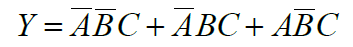 Y = A̅B̅C + A̅BC + AB̅C